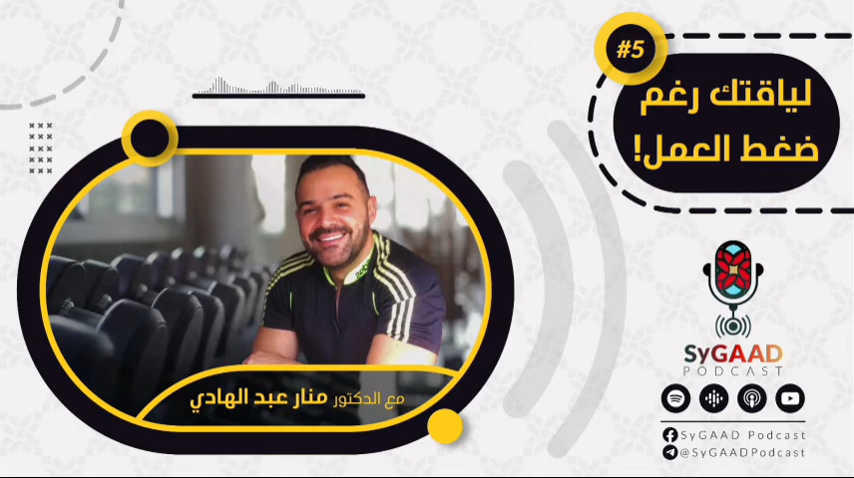 #5
لياقتك رغم
ضغط العمل!
مع الدكتور منار عبد الهادي
SyGAAD
PODCAST
SyGAAD Podcast
@SyGAADPodcast